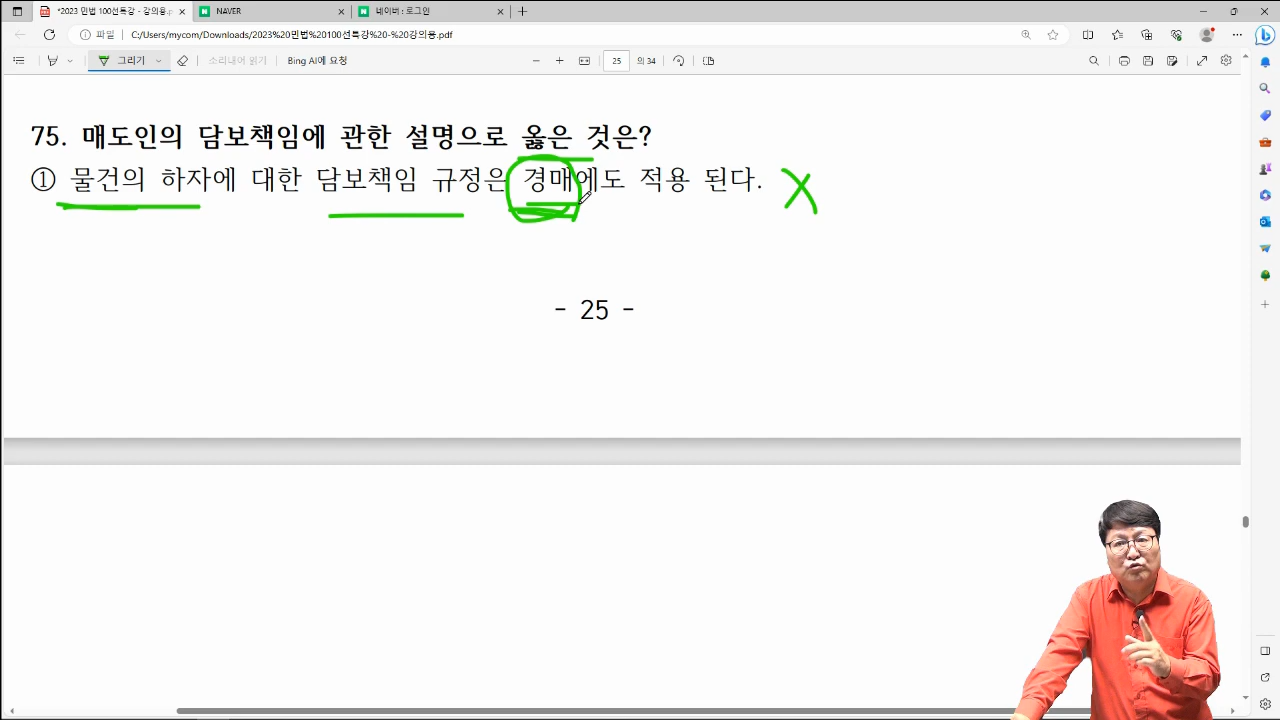 *2023 민법 100선특강 - 강의용.p
NAVER
네이버 : 로그인
파일
C:/Users/mycom/Downloads/2023%20민법%20100선특강%20-%20강의용.pdf
그리기
소리내어 읽기
Bing AI에 요청
25
의 34
75. 매도인의 담보책임에 관한 설명으로 옳은 것은?
① 물건의 하자에 대한 담보책임 규정은 경매에도 적용 된다. X
- 25 -